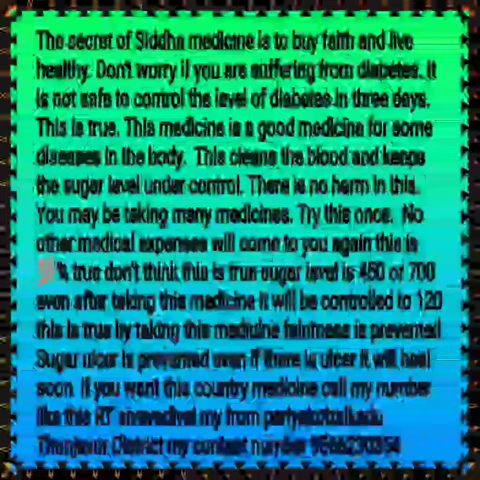 The secret of Siddha medicine is to buy faith and live
healthy. Don't worry if you are suffering from diabetes. It
is not safe to control the level of diabetes in three days.
This is true. This medicine is a good medicine for some
diseases in the body. This cleans the blood and keeps
the sugar level under control. There is no harm in this.
You may be taking many medicines. Try this once. No
other medical expenses will come to you again this is
% true don't think this is true sugar level is 450 or 700
even after taking this medicine it will be controlled to 120
this is true by taking this medicine faintness is prevented
Sugar ulcer is prevented even if there is ulcer it will heal
soon. If you want this country medicine call my number
like this RT my from
Thanjavur District my contact number